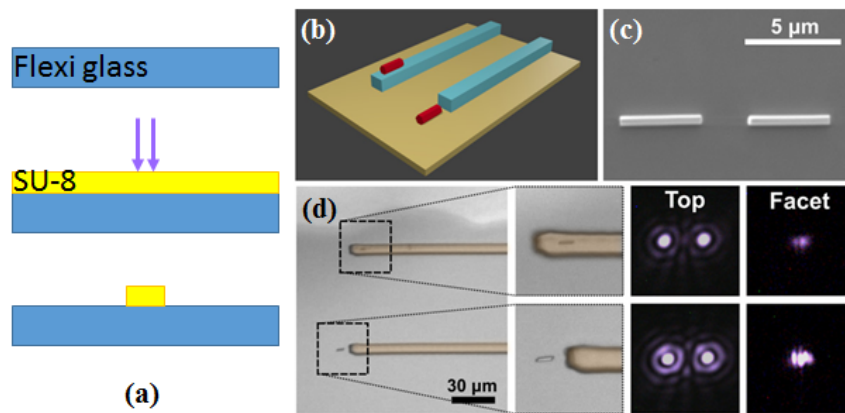 Flexi glass
SU-8
(a)
(b)
(c)
5 µm
(d)
Top
Facet
30 µm